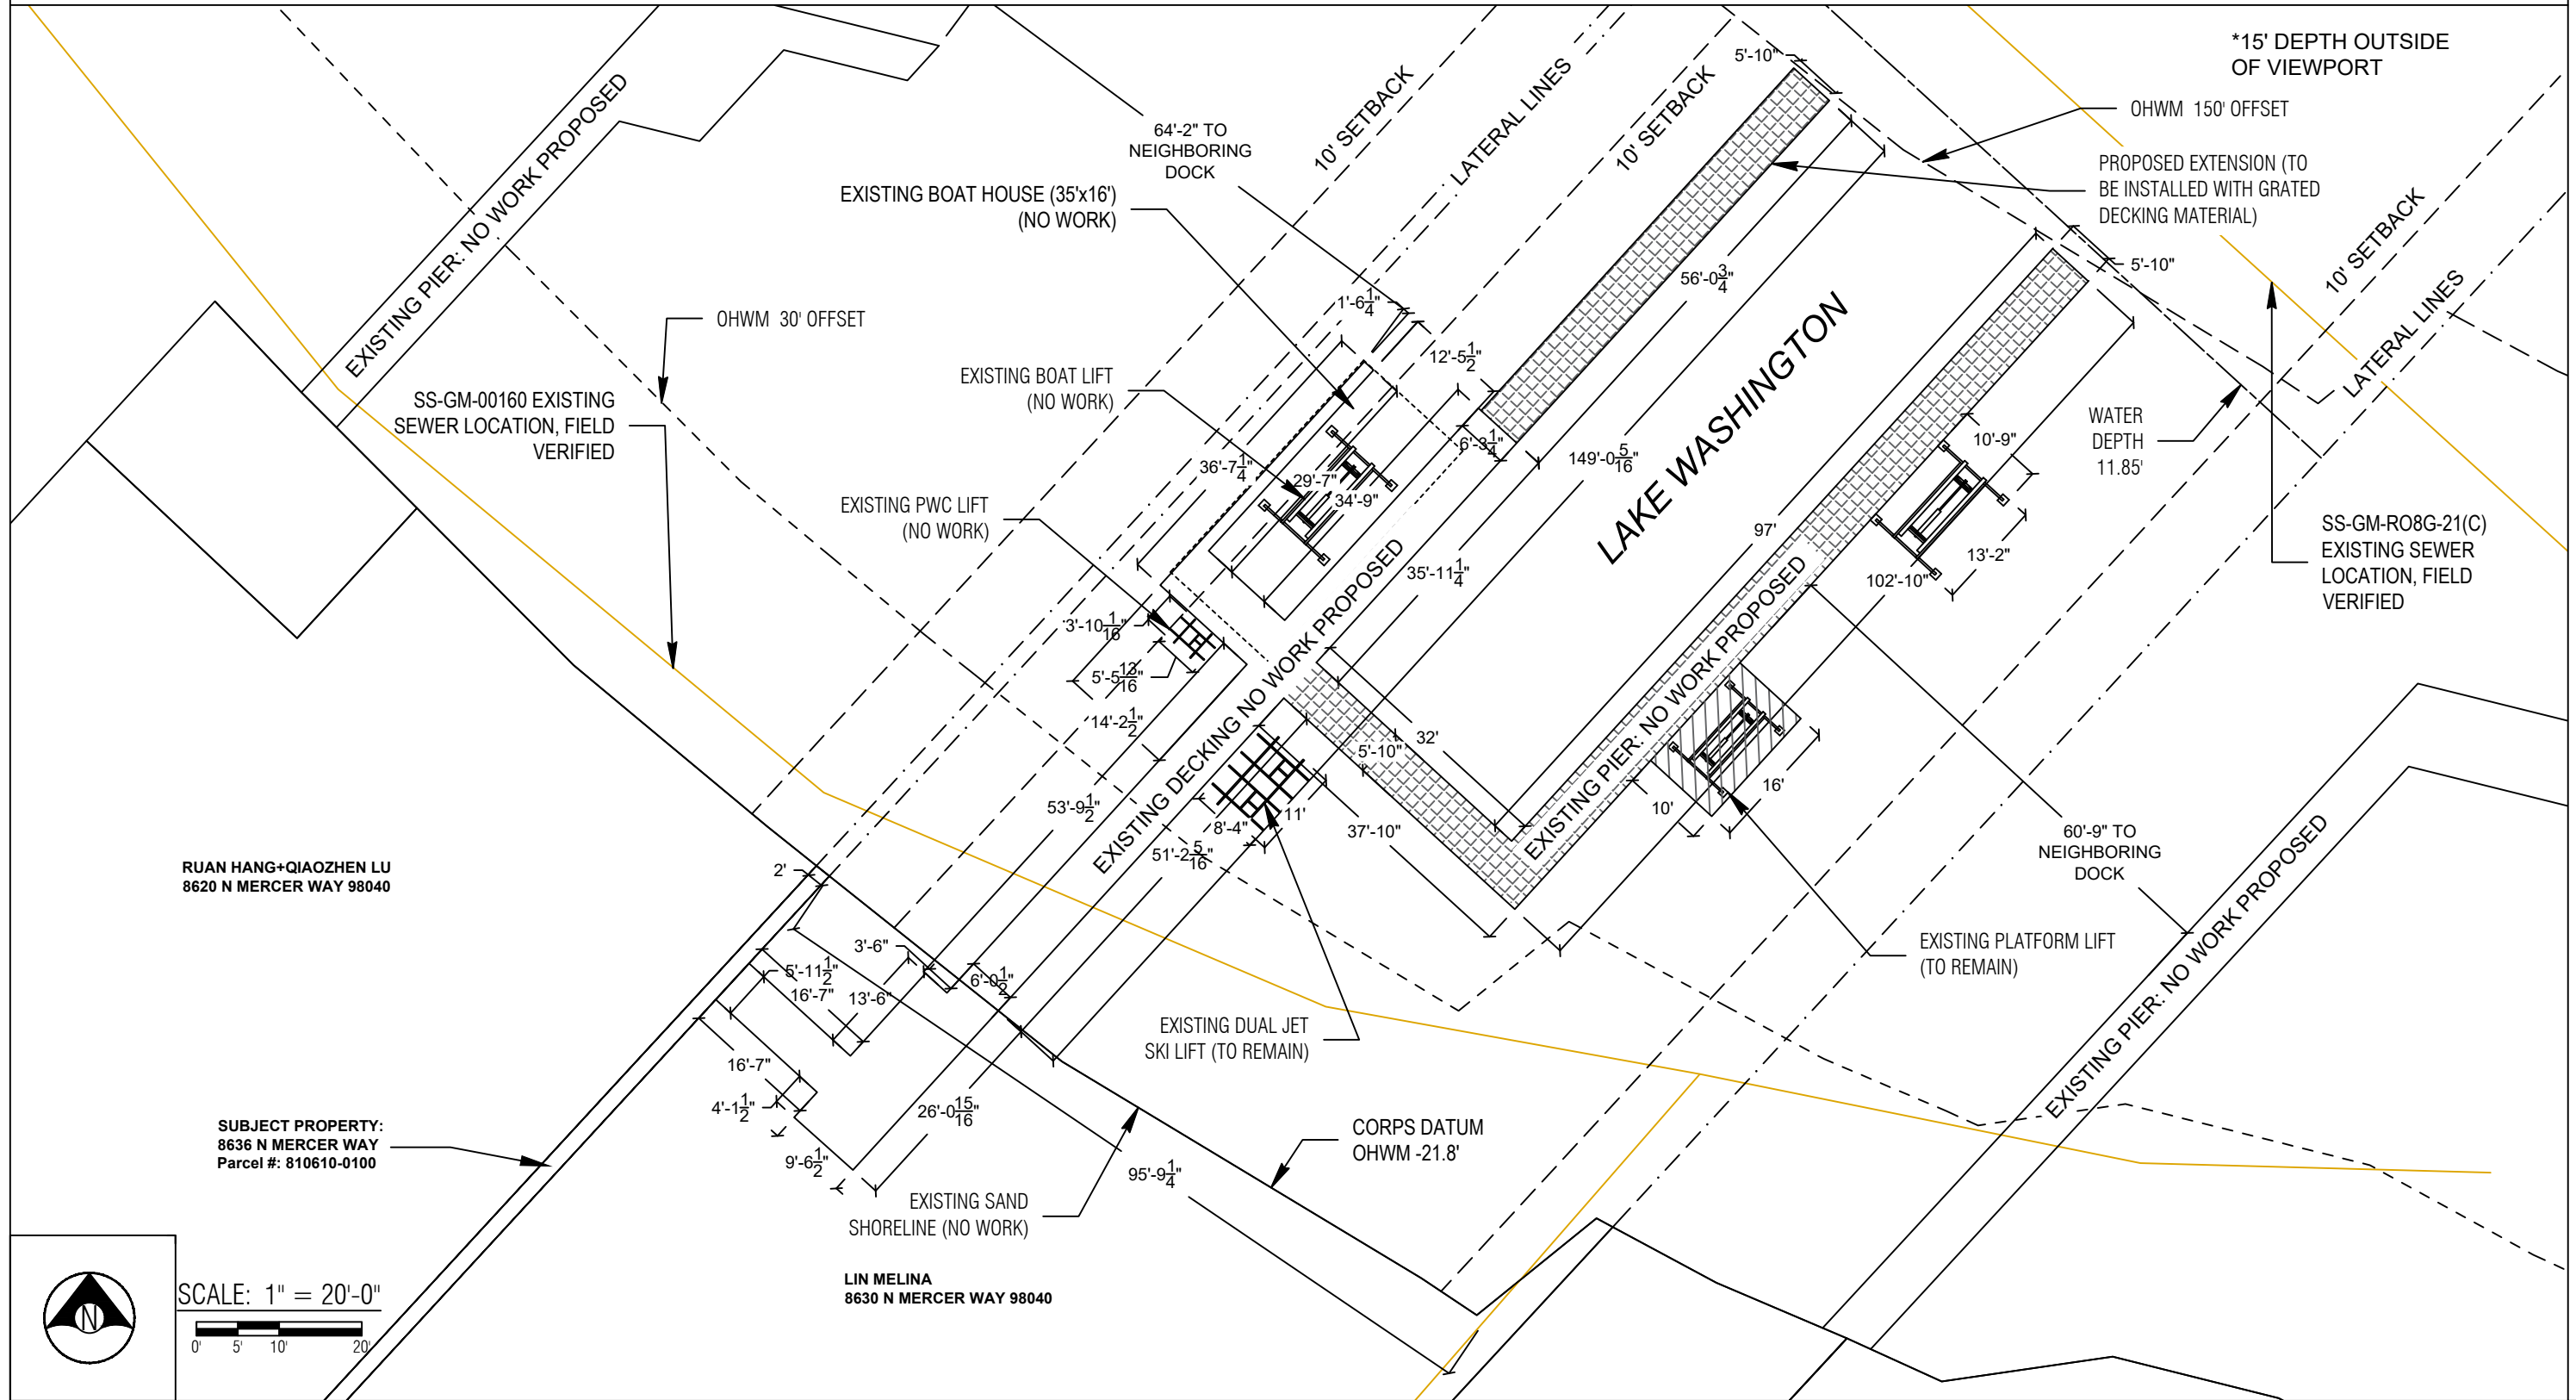 *15' DEPTH OUTSIDE
OF VIEWPORT
5'-10"
OHWM 150' OFFSET
PROPOSED EXTENSION (TO
BE INSTALLED WITH GRATED
DECKING MATERIAL)
10' SETBACK
LATERAL LINES
10' SETBACK
64'-2" TO
NEIGHBORING
DOCK
EXISTING BOAT HOUSE (35'x16')
(NO WORK)
EXISTING PIER: NO WORK PROPOSED
10' SETBACK
LATERAL LINES
5'-10"
56'-0 3/4"
1'-6 1/4"
12'-5 1/2"
OHWM 30' OFFSET
EXISTING BOAT LIFT
(NO WORK)
SS-GM-00160 EXISTING
SEWER LOCATION, FIELD
VERIFIED
LAKE WASHINGTON
WATER
DEPTH
11.85'
10'-9"
6'-3 1/4"
149'-0 5/16"
36'-7 1/4"
29'-7"
34'-9"
EXISTING PWC LIFT
(NO WORK)
97'
13'-2"
102'-10"
SS-GM-RO8G-21(C)
EXISTING SEWER
LOCATION, FIELD
VERIFIED
35'-11 1/4"
3'-10 1/16"
5'-5 13/16"
14'-2 1/2"
EXISTING DECKING NO WORK PROPOSED
EXISTING PIER: NO WORK PROPOSED
32'
5'-10"
16'
10'
53'-9 1/2"
8'-4"
11'
37'-10"
51'-2 5/16"
60'-9" TO
NEIGHBORING
DOCK
EXISTING PIER: NO WORK PROPOSED
RUAN HANG+QIAOZHEN LU
8620 N MERCER WAY 98040
2'
3'-6"
5'-11 1/2"
16'-7"
13'-6"
6'-0 1/2"
EXISTING PLATFORM LIFT
(TO REMAIN)
EXISTING DUAL JET
SKI LIFT (TO REMAIN)
16'-7"
4'-1 1/2"
26'-0 15/16"
9'-6 1/2"
95'-9 1/4"
CORPS DATUM
OHWM -21.8'
SUBJECT PROPERTY:
8636 N MERCER WAY
Parcel #: 810610-0100
EXISTING SAND
SHORELINE (NO WORK)
LIN MELINA
8630 N MERCER WAY 98040
N
SCALE: 1" = 20'-0"
0' 5' 10' 20'